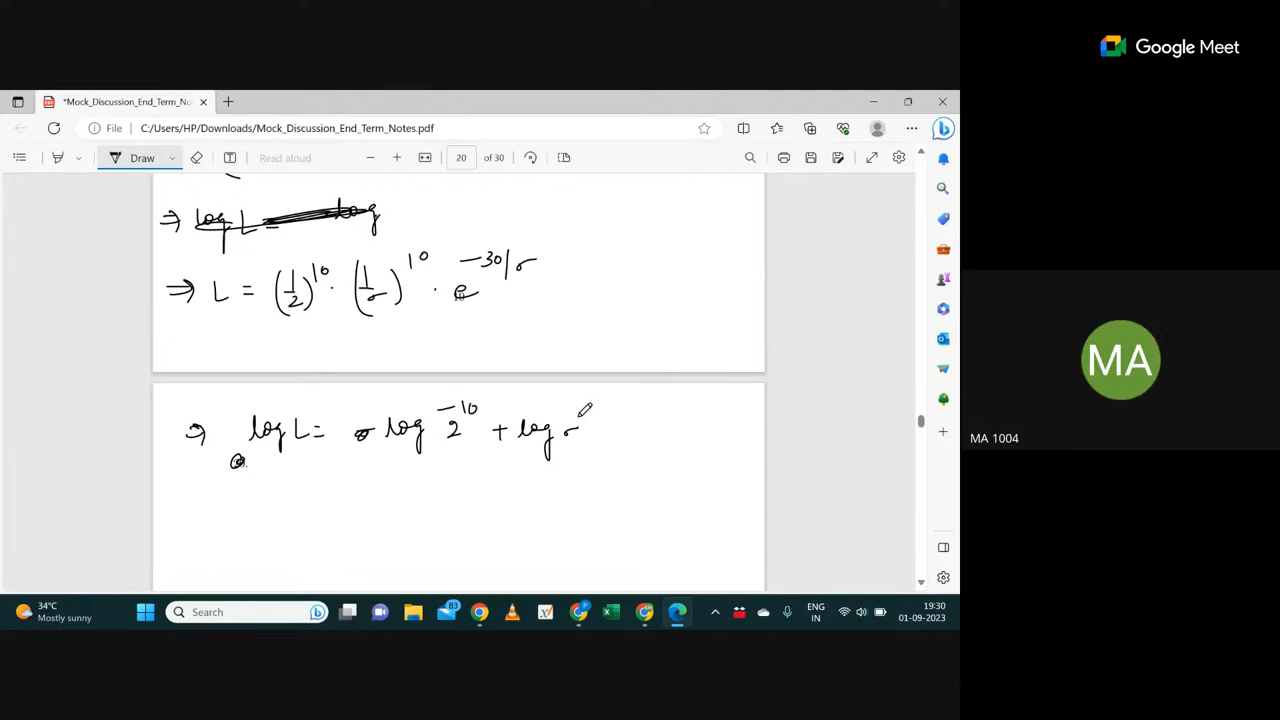 Google Meet
*Mock_Discussion_End_Term_No
File C:/Users/HP/Downloads/Mock_Discussion_End_Term_Notes.pdf
Draw Read aloud 20 of 30
⇒ log L = log
⇒ L = (1/2)^10 · (1/σ)^10 · e^-30/σ
⇒ log L = log 2^-10 + log σ
MA
MA 1004
34°C
Mostly sunny
Search
83
ENG
IN
19:30
01-09-2023